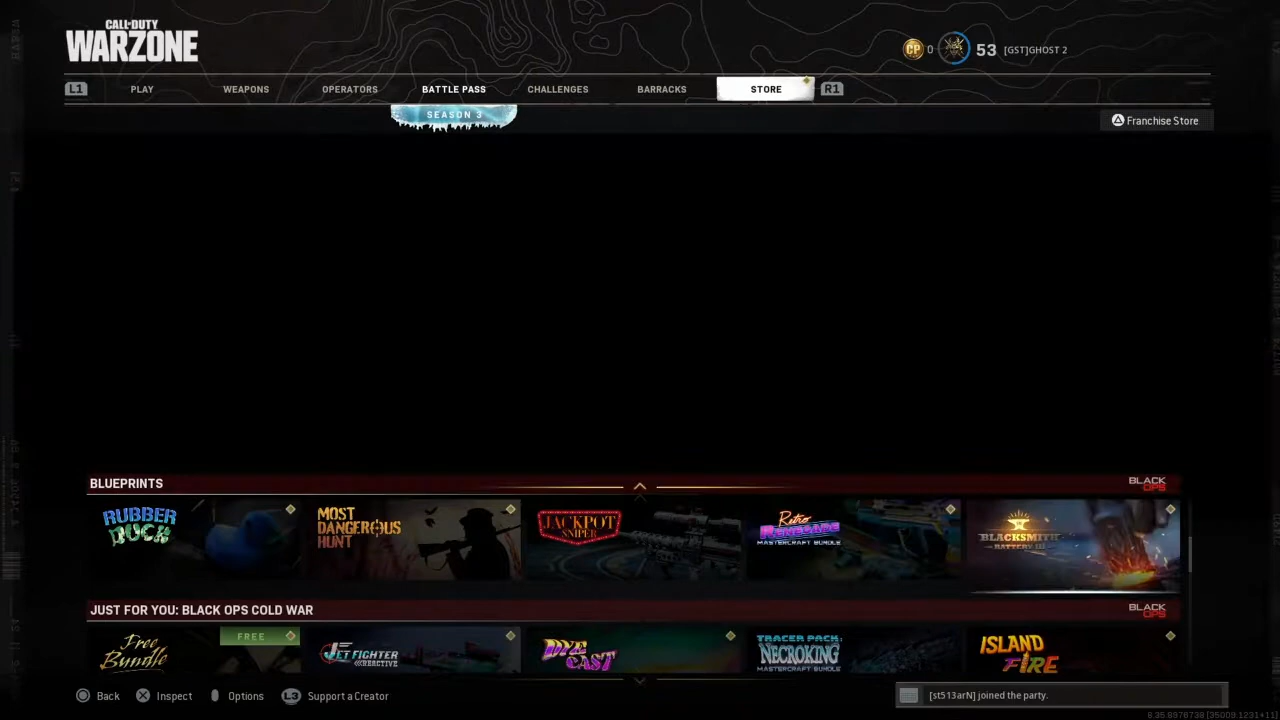 CALL OF DUTY
WARZONE
CP 0 53 [GST]GHOST 2
L1 PLAY WEAPONS OPERATORS BATTLE PASS CHALLENGES BARRACKS STORE R1
SEASON 3
Franchise Store
BLUEPRINTS
BLACK
OPS
RUBBER
DUCK
MOST
DANGEROUS
HUNT
JACKPOT
SNIPER
Retro
RENEGADE
MASTERCRAFT BUNDLE
BLACKSMITH
BATTERY III
JUST FOR YOU: BLACK OPS COLD WAR
BLACK
OPS
Free
Bundle
FREE
JET FIGHTER
REACTIVE
DYE
CAST
TRACER PACK:
NECROKING
MASTERCRAFT BUNDLE
ISLAND
FIRE
Back Inspect Options L3 Support a Creator
[st513arN] joined the party.